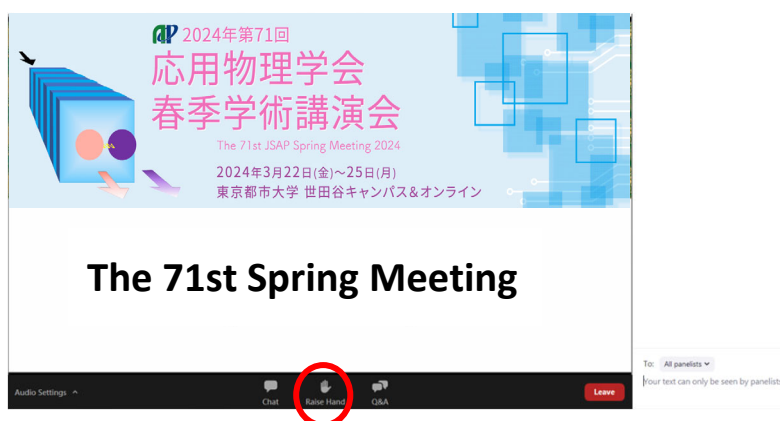 2024年第71回
応用物理学会
春季学術講演会
The 71st JSAP Spring Meeting 2024
2024年3月22日(金)～25日(月)
東京都市大学 世田谷キャンパス&オンライン
The 71st Spring Meeting
To: All panelists
Your text can only be seen by panelists
Audio Settings
Chat
Raise Hand
Q&A
Leave